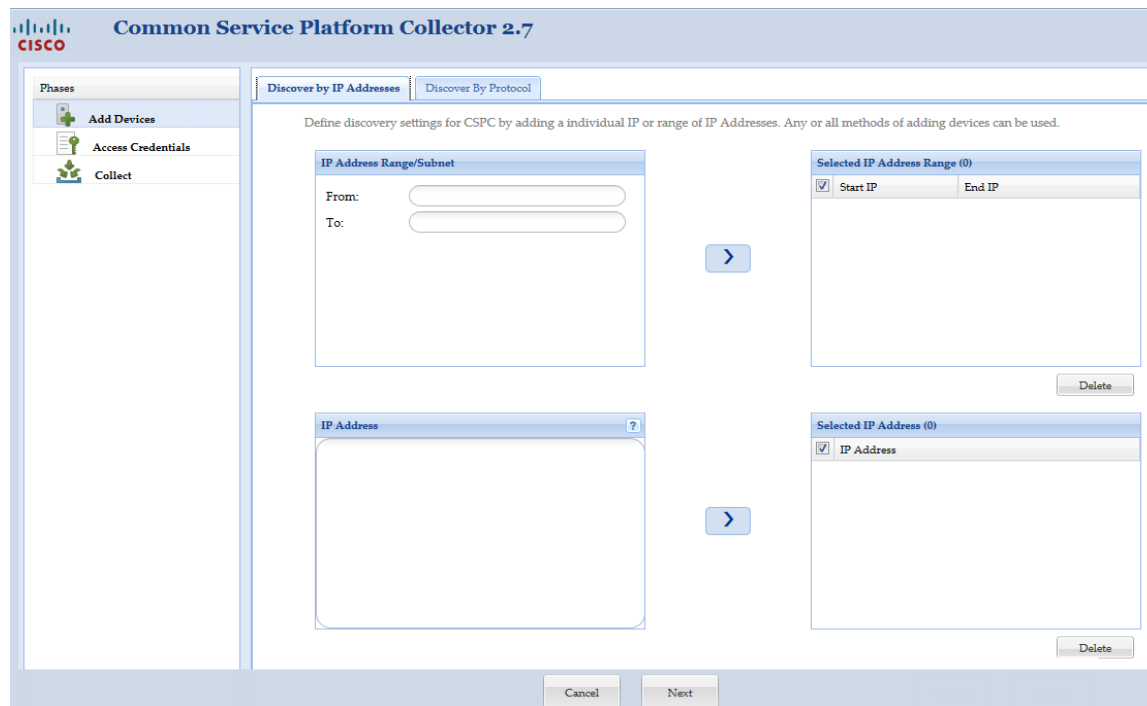 CISCO
Common Service Platform Collector 2.7
Phases
Add Devices
Access Credentials
Collect
Discover by IP Addresses
Discover By Protocol
Define discovery settings for CSPC by adding a individual IP or range of IP Addresses. Any or all methods of adding devices can be used.
IP Address Range/Subnet
From:
To:
>
Selected IP Address Range (0)
Start IP
End IP
Delete
IP Address
?
>
Selected IP Address (0)
IP Address
Delete
Cancel
Next